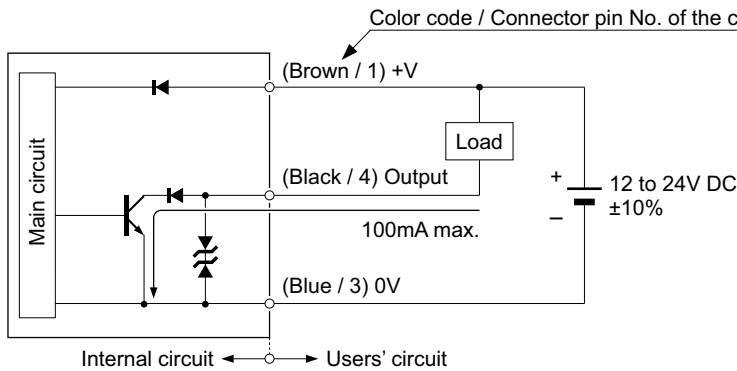 Color code / Connector pin No. of the c
(Brown / 1) +V
Load
Main circuit
(Black / 4) Output
+
12 to 24V DC
−
±10%
100mA max.
(Blue / 3) 0V
Internal circuit
Users’ circuit